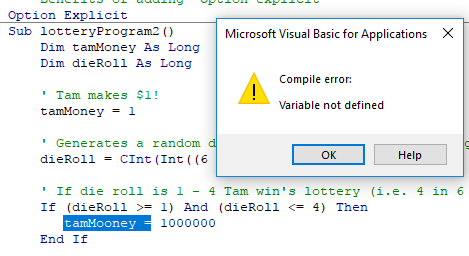 ' Benefits of adding 'Option explicit'
Option Explicit
Sub lotteryProgram2()
Dim tamMoney As Long
Dim dieRoll As Long
' Tam makes $1!
tamMoney = 1
' Generates a random d
dieRoll = CInt(Int((6
' If die roll is 1 - 4 Tam win's lottery (i.e. 4 in 6
If (dieRoll >= 1) And (dieRoll <= 4) Then
tamMooney = 1000000
End If
Microsoft Visual Basic for Applications
Compile error:
Variable not defined
OK
Help